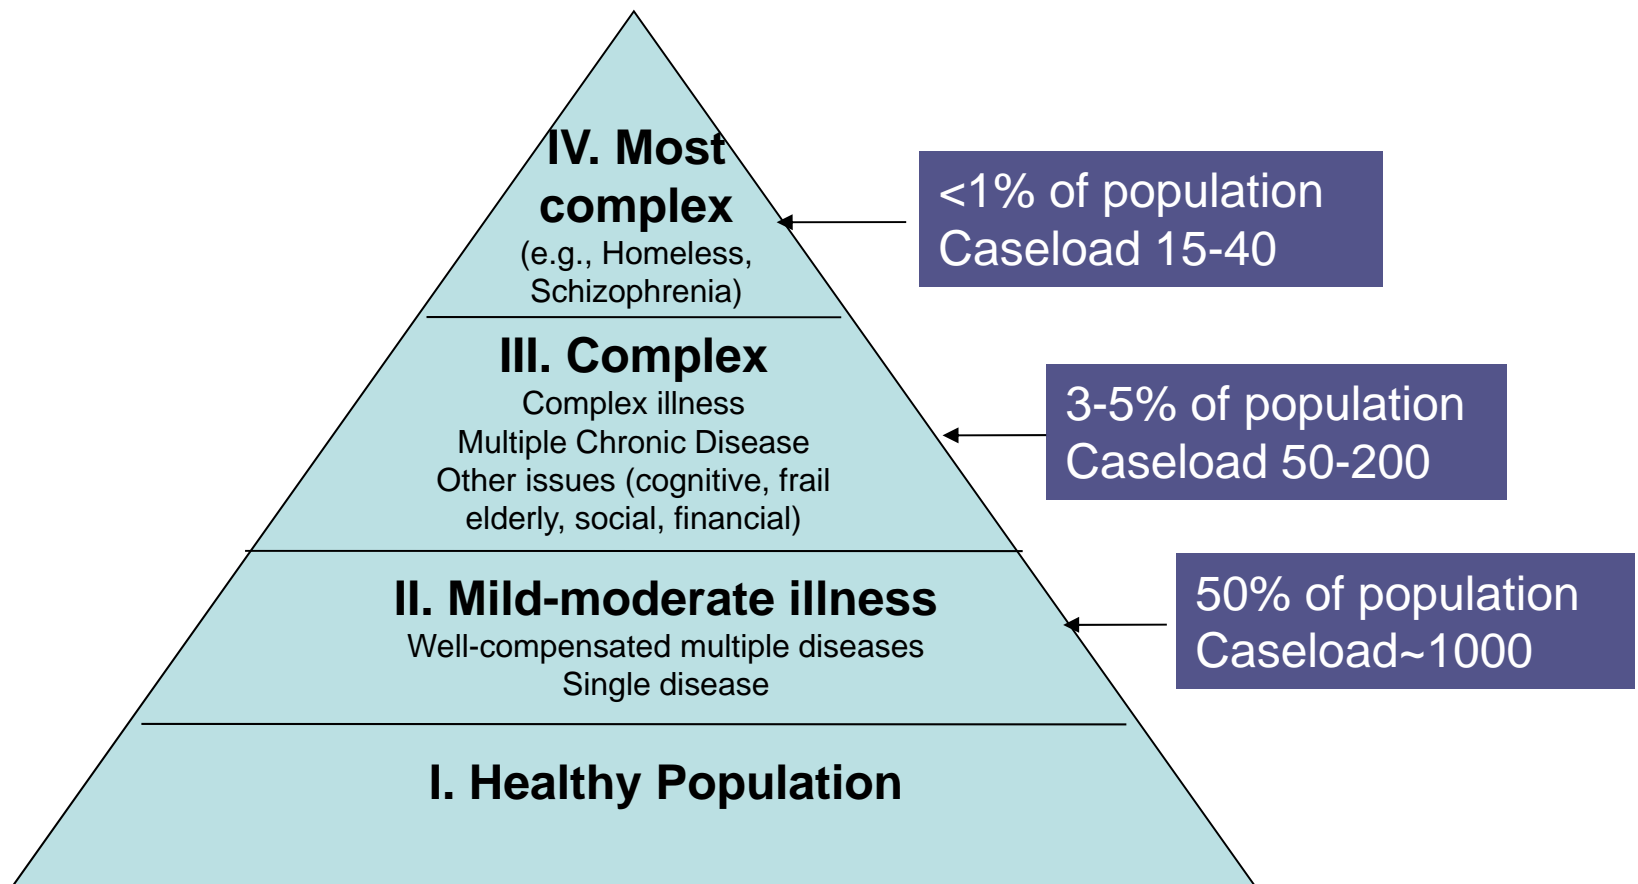 IV. Most
complex
(e.g., Homeless,
Schizophrenia)
<1% of population
Caseload 15-40
III. Complex
Complex illness
Multiple Chronic Disease
Other issues (cognitive, frail
elderly, social, financial)
3-5% of population
Caseload 50-200
II. Mild-moderate illness
Well-compensated multiple diseases
Single disease
50% of population
Caseload~1000
I. Healthy Population